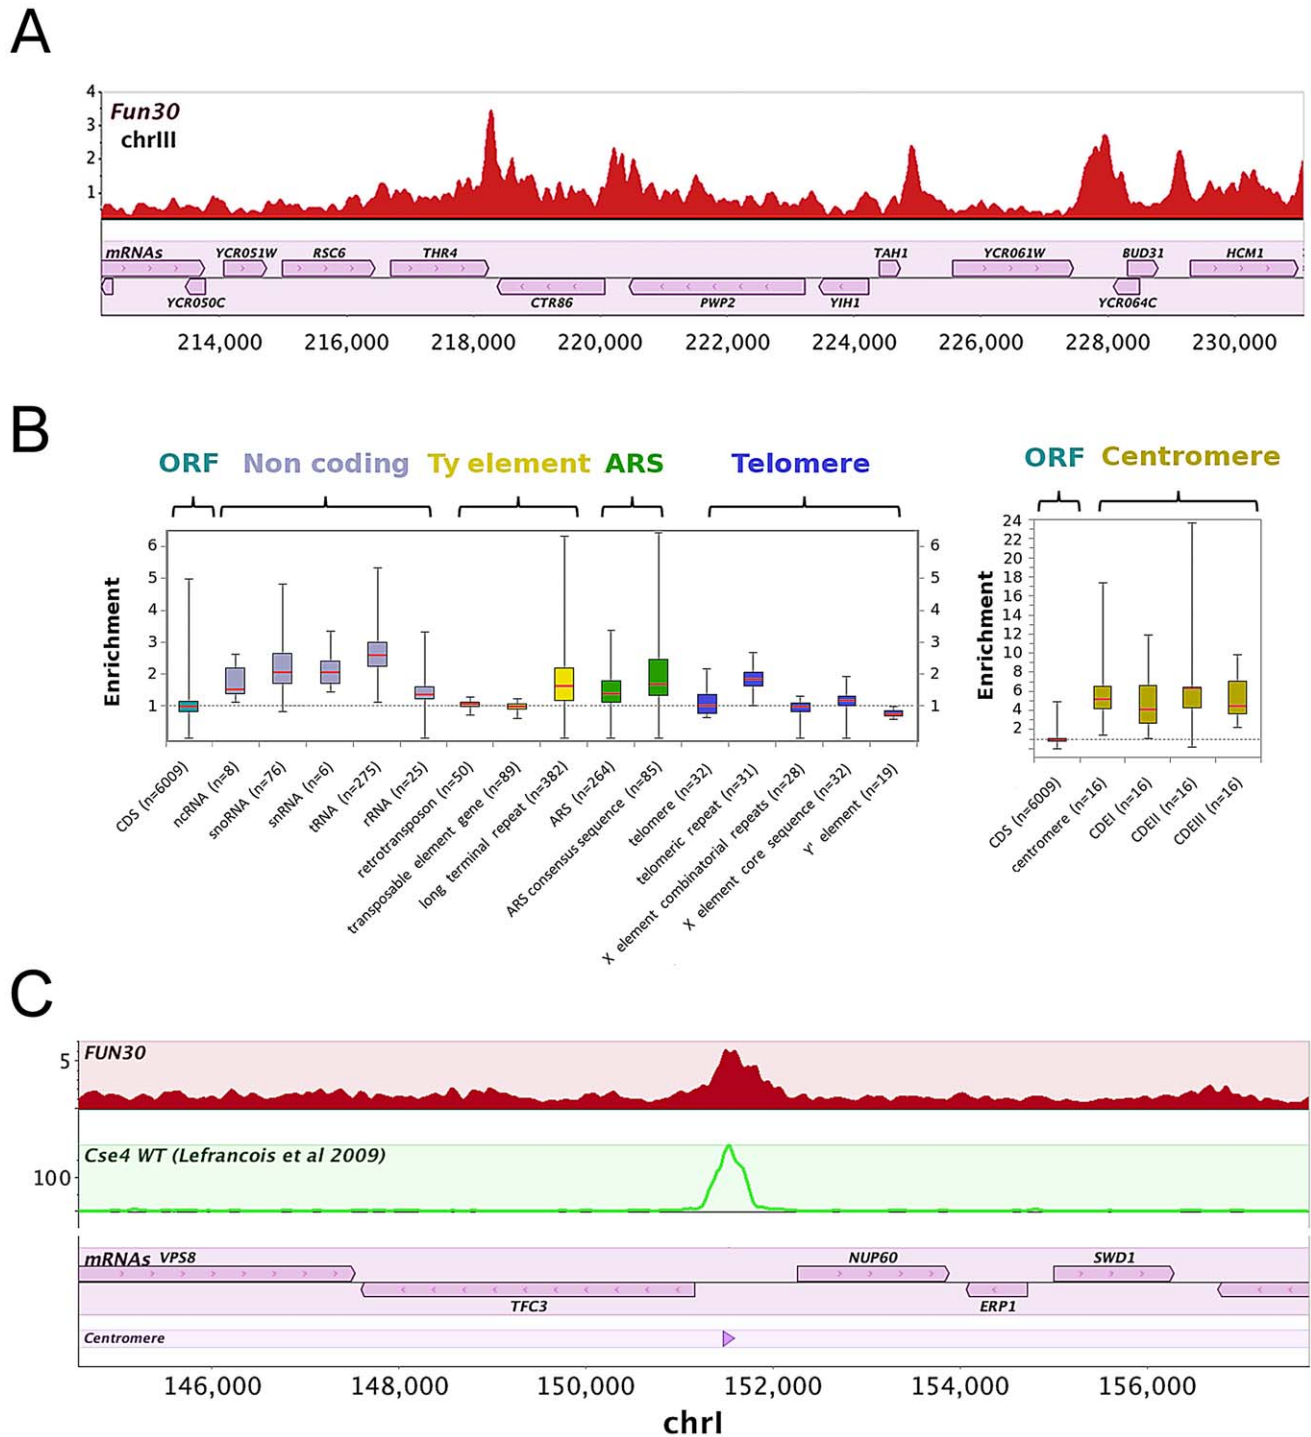 A
4
3
2
1
Fun30
chrIII
mRNAs YCR051W RSC6 THR4 TAH1 YCR061W BUD31 HCM1
YCR050C CTR86 PWP2 YIH1 YCR064C
214,000 216,000 218,000 220,000 222,000 224,000 226,000 228,000 230,000
B
ORF Non coding Ty element ARS Telomere
Enrichment
6
5
4
3
2
1
6
5
4
3
2
1
CDS (n=6009)
ncRNA (n=8)
snoRNA (n=76)
snRNA (n=6)
tRNA (n=275)
rRNA (n=25)
retrotransposon (n=50)
transposable element gene (n=89)
long terminal repeat (n=382)
ARS (n=264)
ARS consensus sequence (n=85)
telomere (n=32)
telomeric repeat (n=31)
X element combinatorial repeats (n=28)
X element core sequence (n=32)
Y' element (n=19)
ORF Centromere
Enrichment
24
22
20
18
16
14
12
10
8
6
4
2
CDS (n=6009)
centromere (n=16)
CDEI (n=16)
CDEII (n=16)
CDEIII (n=16)
C
5
FUN30
100
Cse4 WT (Lefrancois et al 2009)
mRNAs VPS8 NUP60 SWD1
TFC3 ERP1
Centromere
146,000 148,000 150,000 152,000 154,000 156,000
chrI